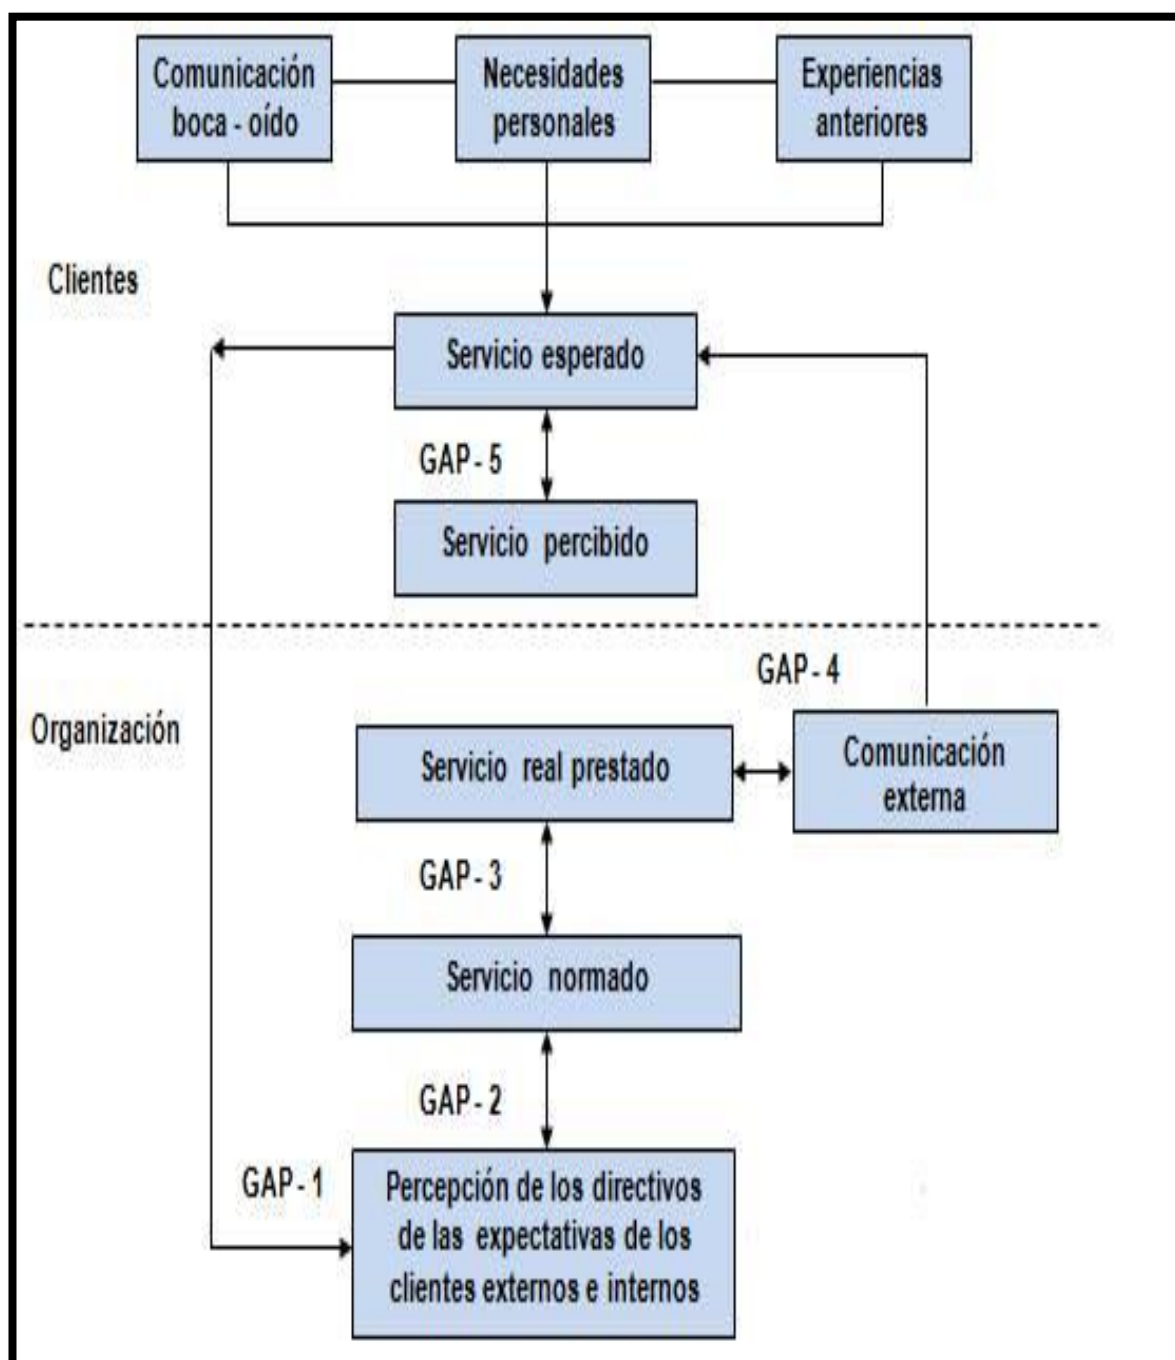 Comunicación
boca - oído
Necesidades
personales
Experiencias
anteriores
Clientes
Servicio esperado
GAP - 5
Servicio percibido
GAP - 4
Organización
Servicio real prestado
Comunicación
externa
GAP - 3
Servicio normado
GAP - 2
GAP - 1
Percepción de los directivos
de las expectativas de los
clientes externos e internos